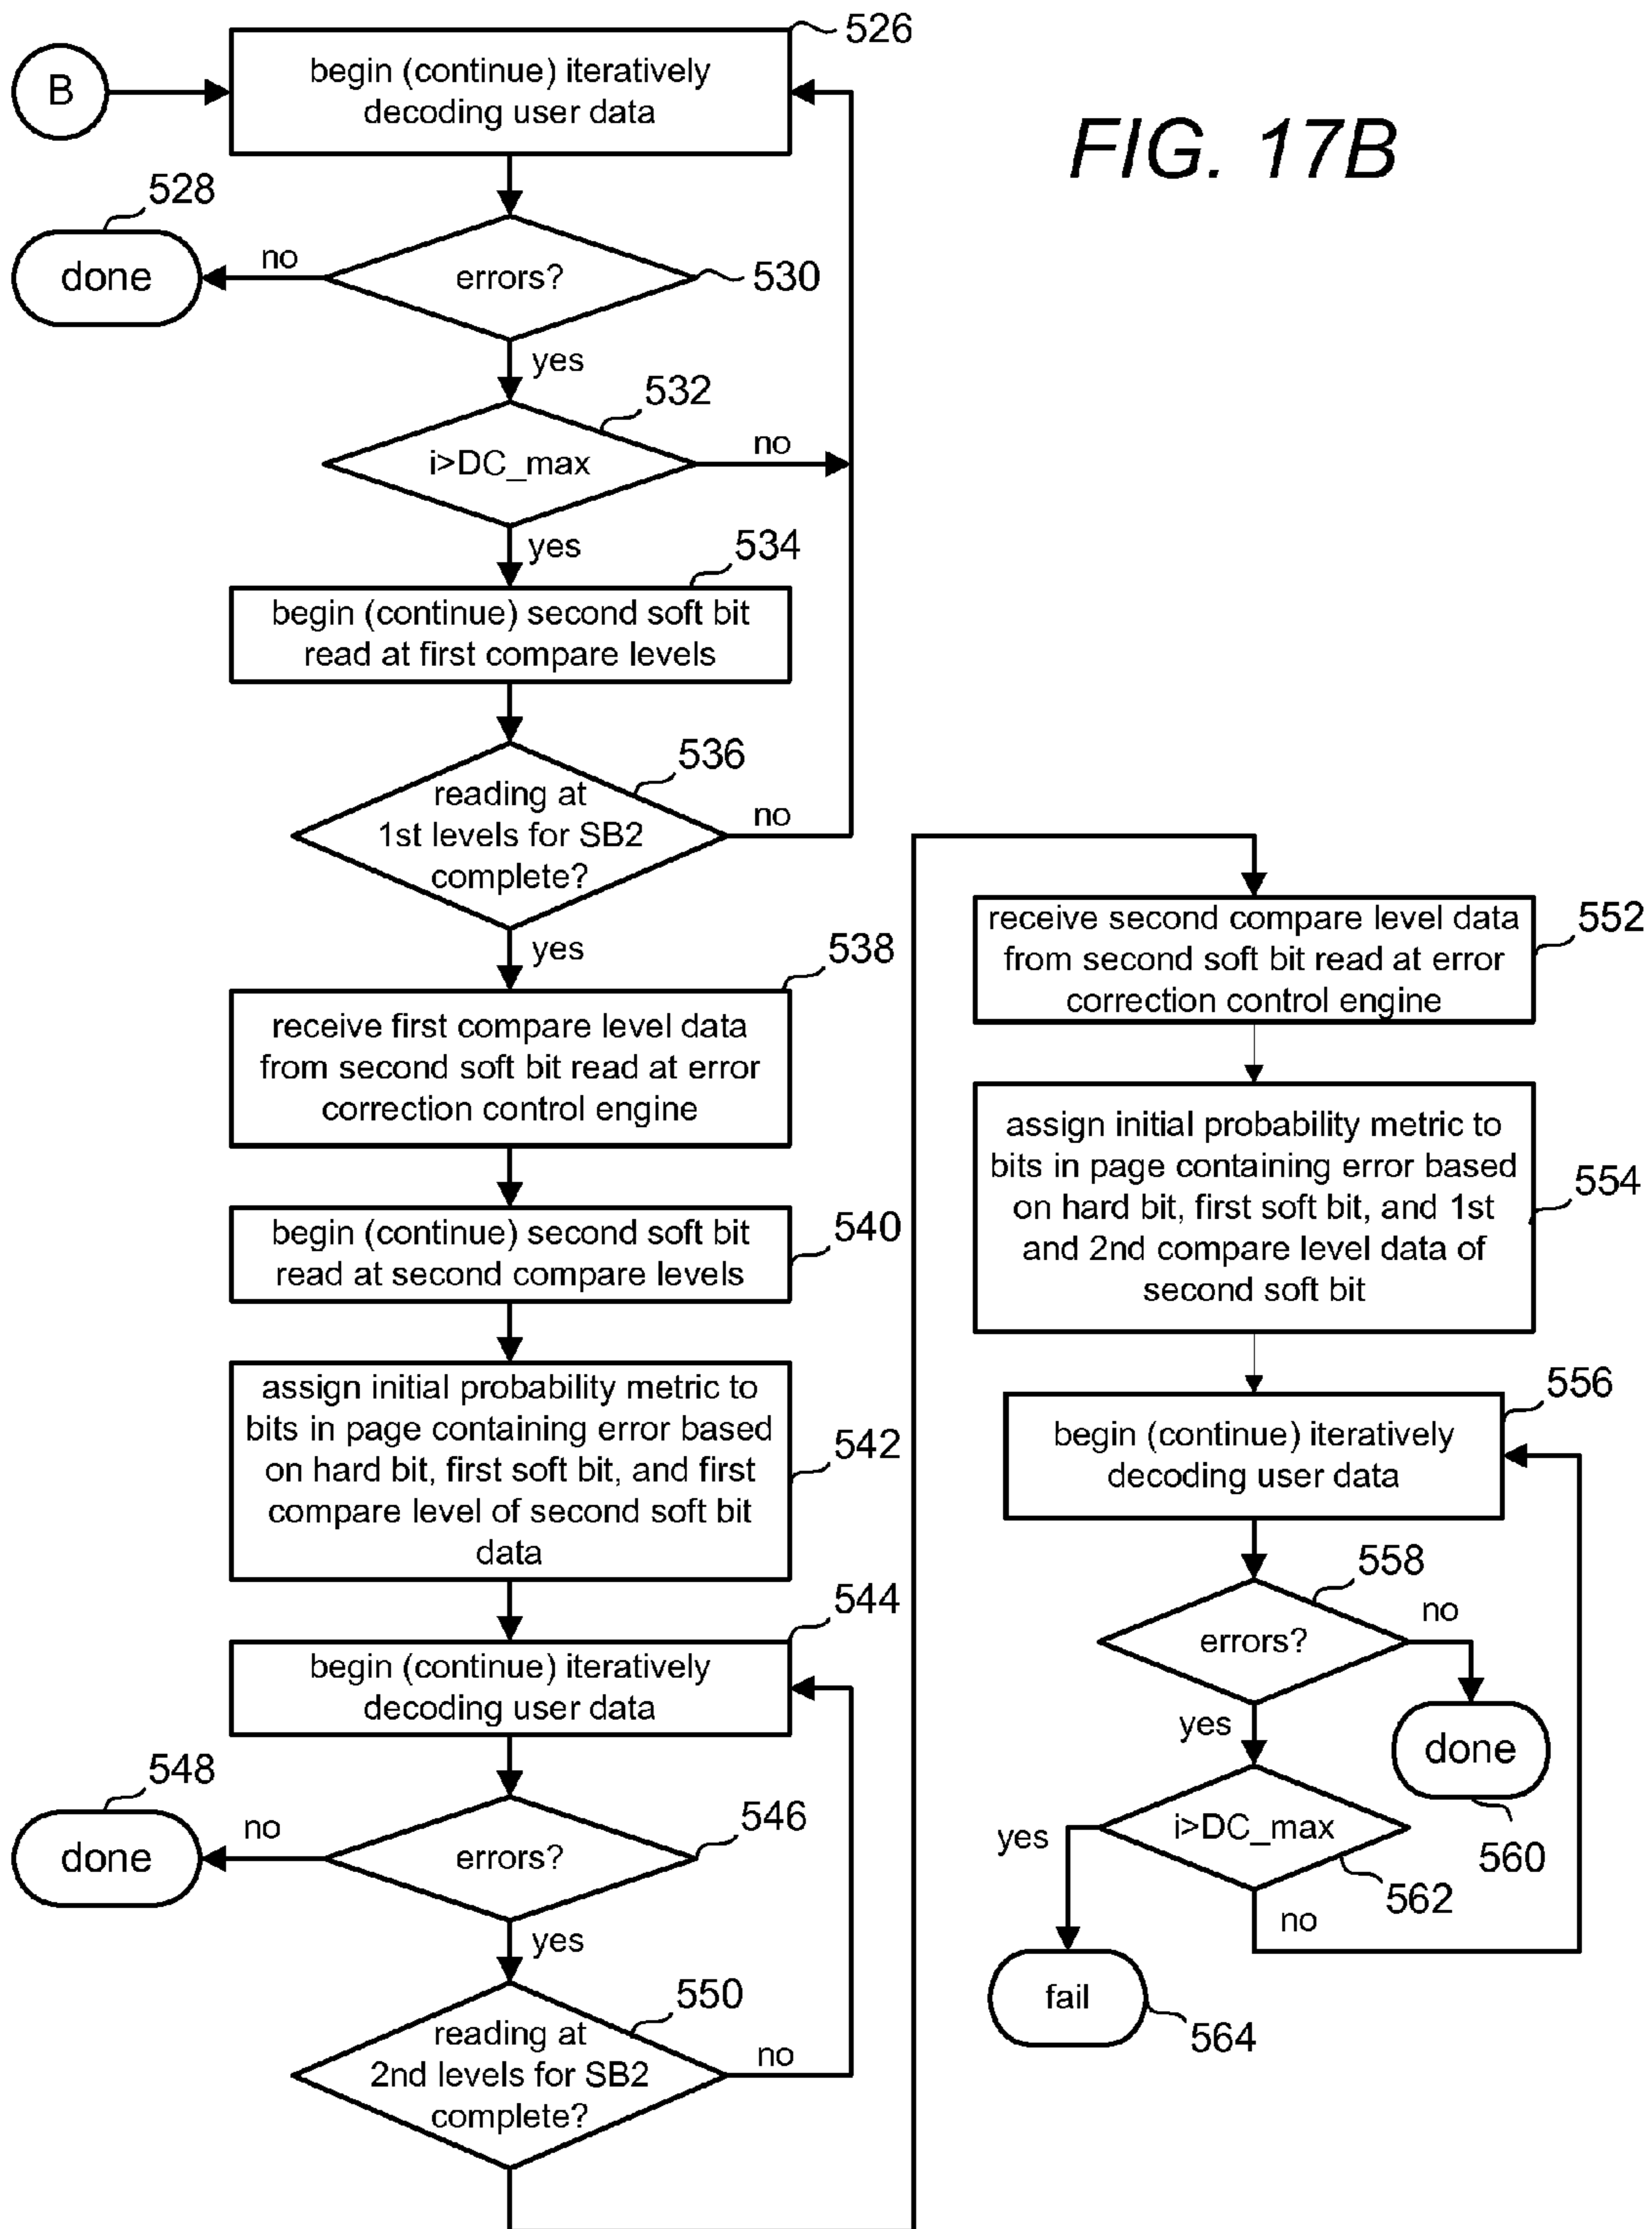 FIG. 17B
B
526
begin (continue) iteratively
decoding user data
528
done
no
errors?
530
yes
532
i>DC_max
no
yes
534
begin (continue) second soft bit
read at first compare levels
536
reading at
1st levels for SB2
complete?
no
yes
538
receive first compare level data
from second soft bit read at error
correction control engine
540
begin (continue) second soft bit
read at second compare levels
542
assign initial probability metric to
bits in page containing error based
on hard bit, first soft bit, and first
compare level of second soft bit
data
544
begin (continue) iteratively
decoding user data
548
done
no
errors?
546
yes
550
reading at
2nd levels for SB2
complete?
no
552
receive second compare level data
from second soft bit read at error
correction control engine
554
assign initial probability metric to
bits in page containing error based
on hard bit, first soft bit, and 1st
and 2nd compare level data of
second soft bit
556
begin (continue) iteratively
decoding user data
558
errors?
no
done
560
yes
i>DC_max
562
yes
no
fail
564